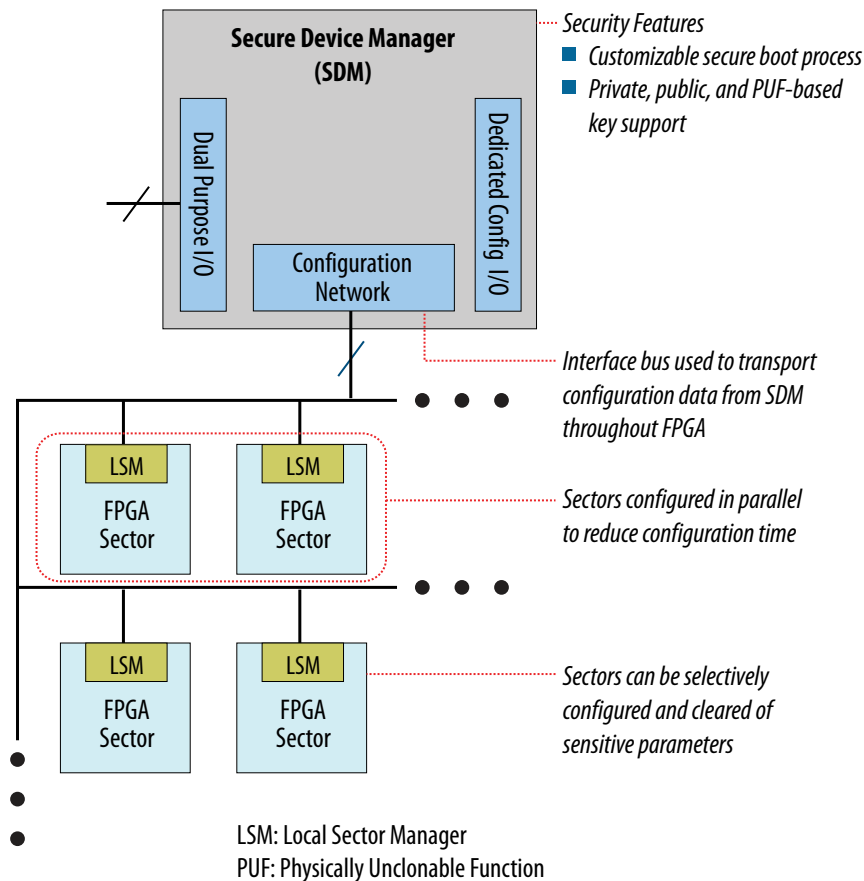 Secure Device Manager
(SDM)
Security Features
Customizable secure boot process
Private, public, and PUF-based
key support
Dual Purpose I/O
Dedicated Config I/O
Configuration
Network
Interface bus used to transport
configuration data from SDM
throughout FPGA
LSM
FPGA
Sector
LSM
FPGA
Sector
Sectors configured in parallel
to reduce configuration time
LSM
FPGA
Sector
LSM
FPGA
Sector
Sectors can be selectively
configured and cleared of
sensitive parameters
LSM: Local Sector Manager
PUF: Physically Unclonable Function